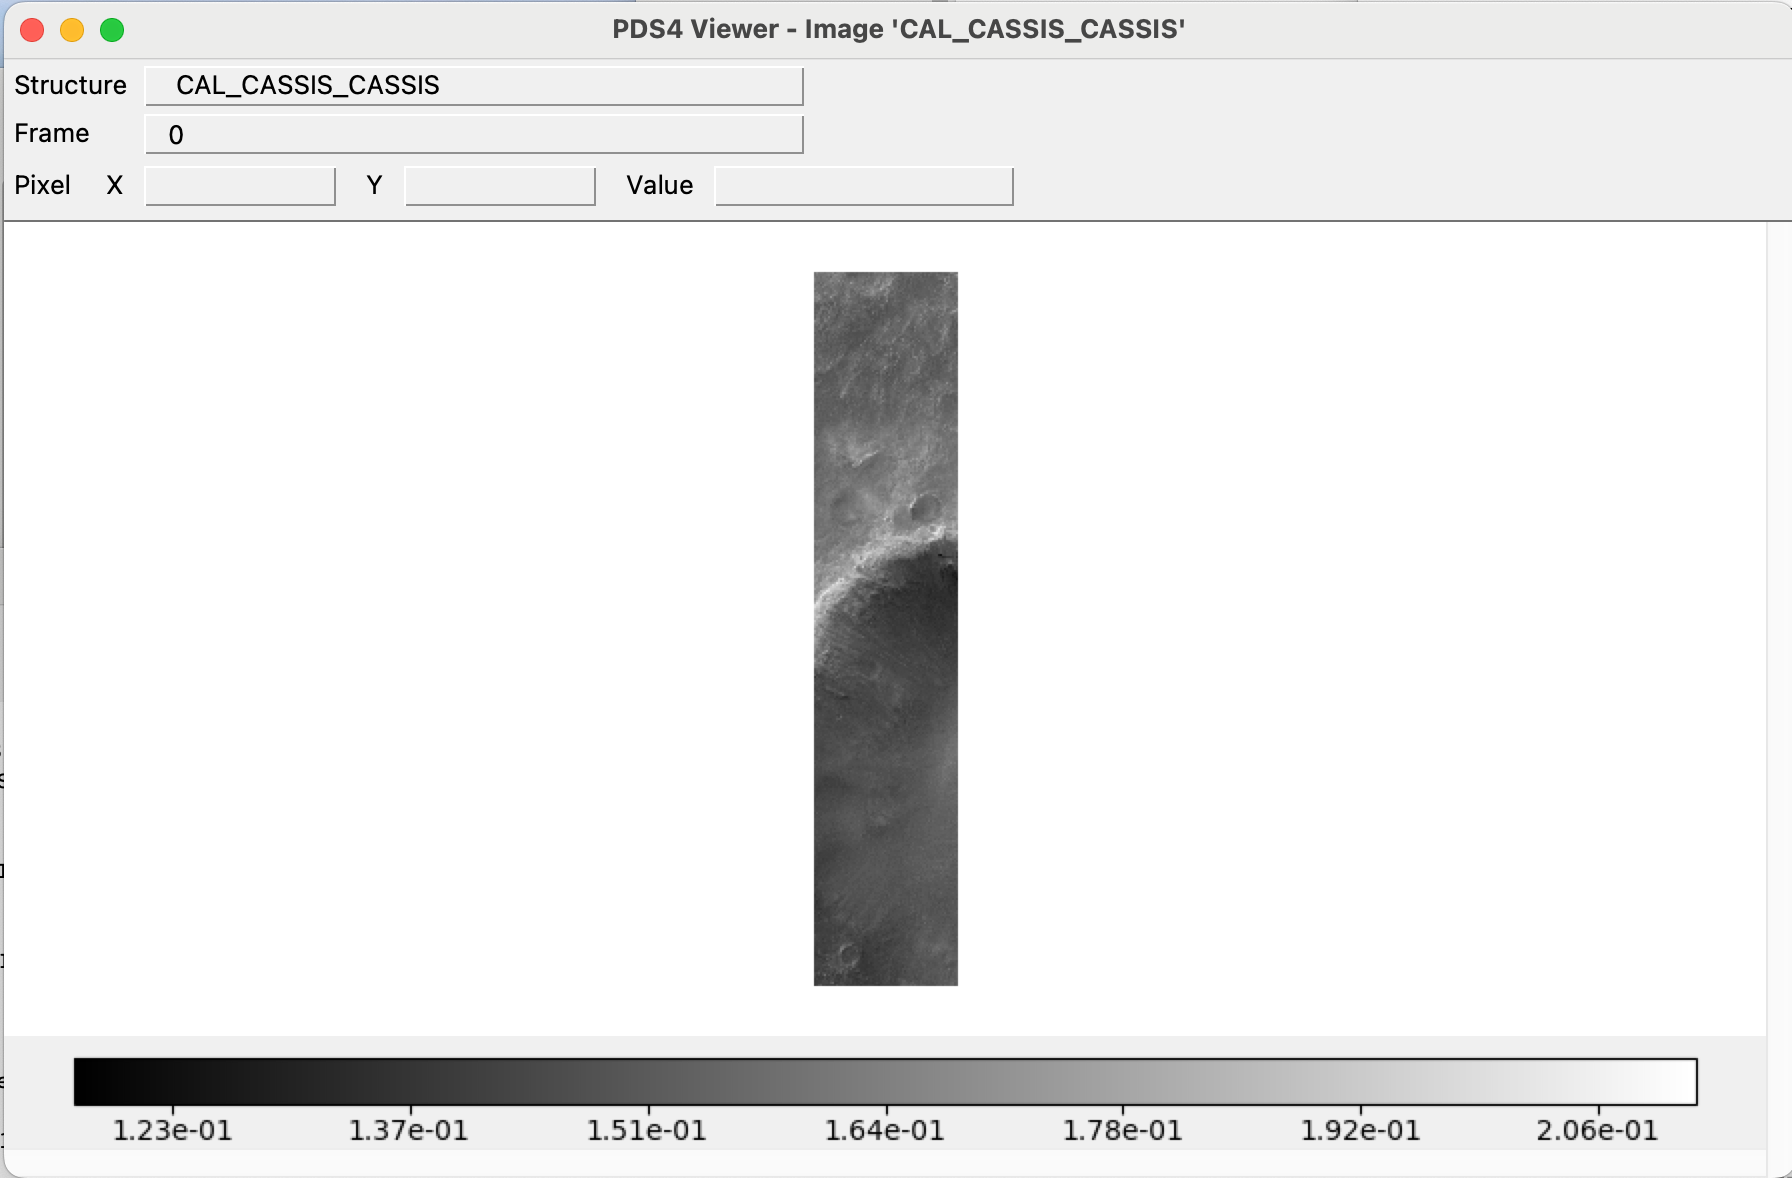 PDS4 Viewer - Image 'CAL_CASSIS_CASSIS'
Structure CAL_CASSIS_CASSIS
Frame 0
Pixel X Y Value
1.23e-01 1.37e-01 1.51e-01 1.64e-01 1.78e-01 1.92e-01 2.06e-01